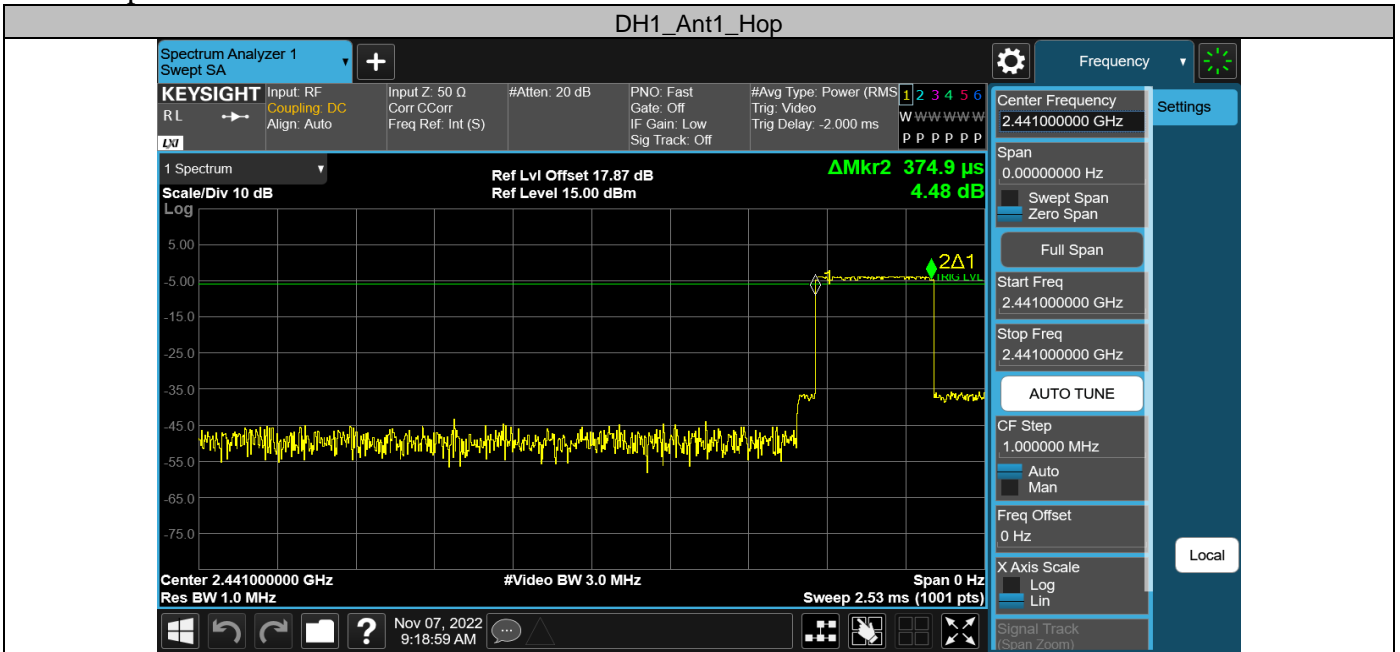 DH1_Ant1_Hop
Spectrum Analyzer 1
Swept SA
Frequency
KEYSIGHT
RL
LXI
Input: RF
Coupling: DC
Align: Auto
Input Z: 50 Ω
Corr CCorr
Freq Ref: Int (S)
#Atten: 20 dB
PNO: Fast
Gate: Off
IF Gain: Low
Sig Track: Off
#Avg Type: Power (RMS
Trig: Video
Trig Delay: -2.000 ms
1 2 3 4 5 6
W W W W W W
P P P P P P
1 Spectrum
Scale/Div 10 dB
Log
Ref Lvl Offset 17.87 dB
Ref Level 15.00 dBm
ΔMkr2 374.9 µs
4.48 dB
5.00
-5.00
-15.0
-25.0
-35.0
-45.0
-55.0
-65.0
-75.0
1
2Δ1
TRIG LVL
Center 2.441000000 GHz
Res BW 1.0 MHz
#Video BW 3.0 MHz
Span 0 Hz
Sweep 2.53 ms (1001 pts)
Nov 07, 2022
9:18:59 AM
Center Frequency
2.441000000 GHz
Settings
Span
0.00000000 Hz
Swept Span
Zero Span
Full Span
Start Freq
2.441000000 GHz
Stop Freq
2.441000000 GHz
AUTO TUNE
CF Step
1.000000 MHz
Auto
Man
Freq Offset
0 Hz
X Axis Scale
Log
Lin
Local
Signal Track
(Span Zoom)